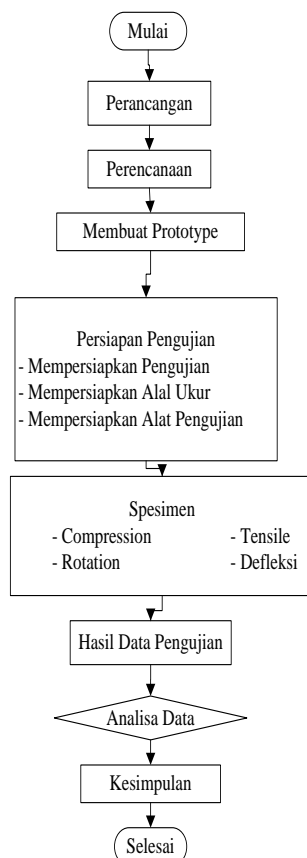 Mulai
Perancangan
Perencanaan
Membuat Prototype
Persiapan Pengujian
- Mempersiapkan Pengujian
- Mempersiapkan Alal Ukur
- Mempersiapkan Alat Pengujian
Spesimen
- Compression - Tensile
- Rotation - Defleksi
Hasil Data Pengujian
Analisa Data
Kesimpulan
Selesai